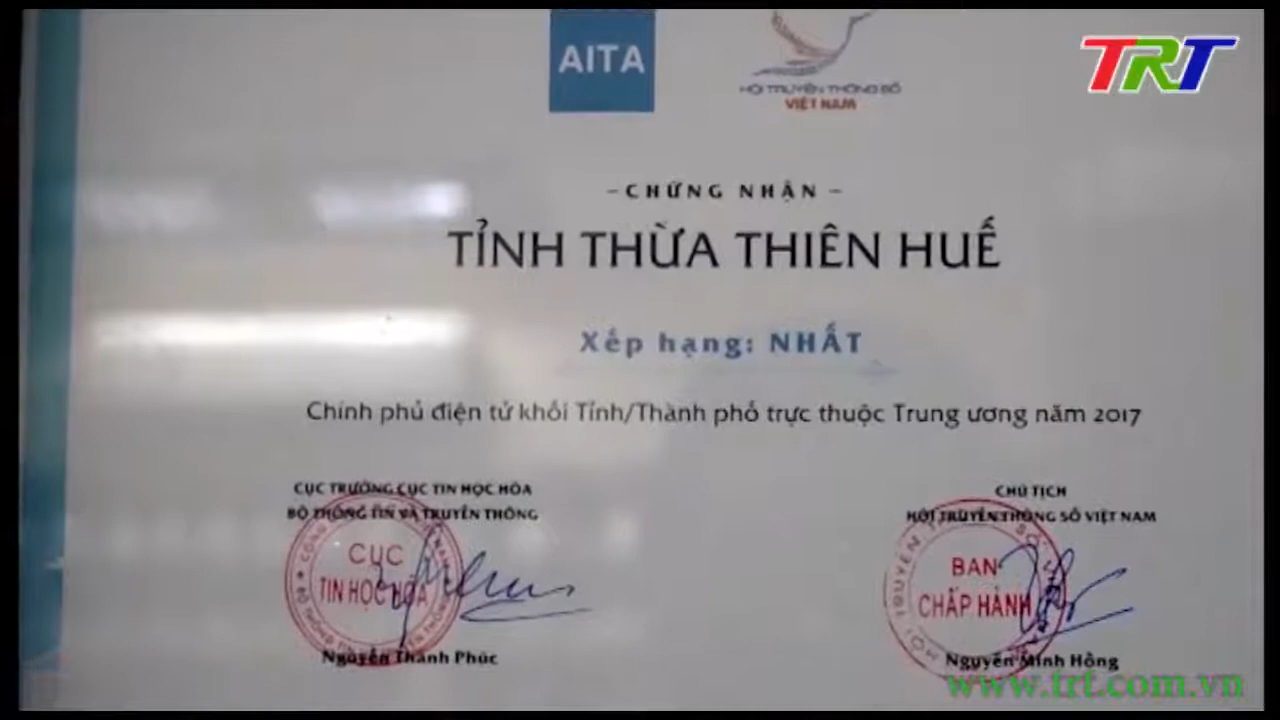 TRT
AITA
HỘI TRUYỀN THÔNG SỐ
VIỆT NAM
– CHỨNG NHẬN –
TỈNH THỪA THIÊN HUẾ
Xếp hạng: NHẤT
Chính phủ điện tử khối Tỉnh/Thành phố trực thuộc Trung ương năm 2017
CỤC TRƯỞNG CỤC TIN HỌC HÓA
BỘ THÔNG TIN VÀ TRUYỀN THÔNG
CỤC
TIN HỌC HÓA
Nguyễn Thành Phúc
CHỦ TỊCH
HỘI TRUYỀN THÔNG SỐ VIỆT NAM
BAN
CHẤP HÀNH
Nguyễn Minh Hồng
www.trt.com.vn